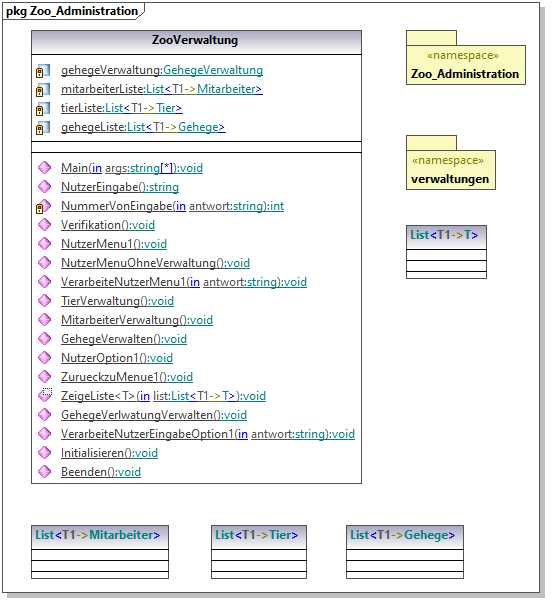 pkg Zoo_Administration
ZooVerwaltung
gehegeVerwaltung:GehegeVerwaltung
mitarbeiterListe:List<T1->Mitarbeiter>
tierListe:List<T1->Tier>
gehegeListe:List<T1->Gehege>
Main(in args:string[*]):void
NutzerEingabe():string
NummerVonEingabe(in antwort:string):int
Verifikation():void
NutzerMenu1():void
NutzerMenuOhneVerwaltung():void
VerarbeiteNutzerMenu1(in antwort:string):void
TierVerwaltung():void
MitarbeiterVerwaltung():void
GehegeVerwalten():void
NutzerOption1():void
ZurueckzuMenue1():void
ZeigeListe<T>(in list:List<T1->T>):void
GehegeVerlwatungVerwalten():void
VerarbeiteNutzerEingabeOption1(in antwort:string):void
Initialisieren():void
Beenden():void
«namespace»
Zoo_Administration
«namespace»
verwaltungen
List<T1->T>
List<T1->Mitarbeiter>
List<T1->Tier>
List<T1->Gehege>